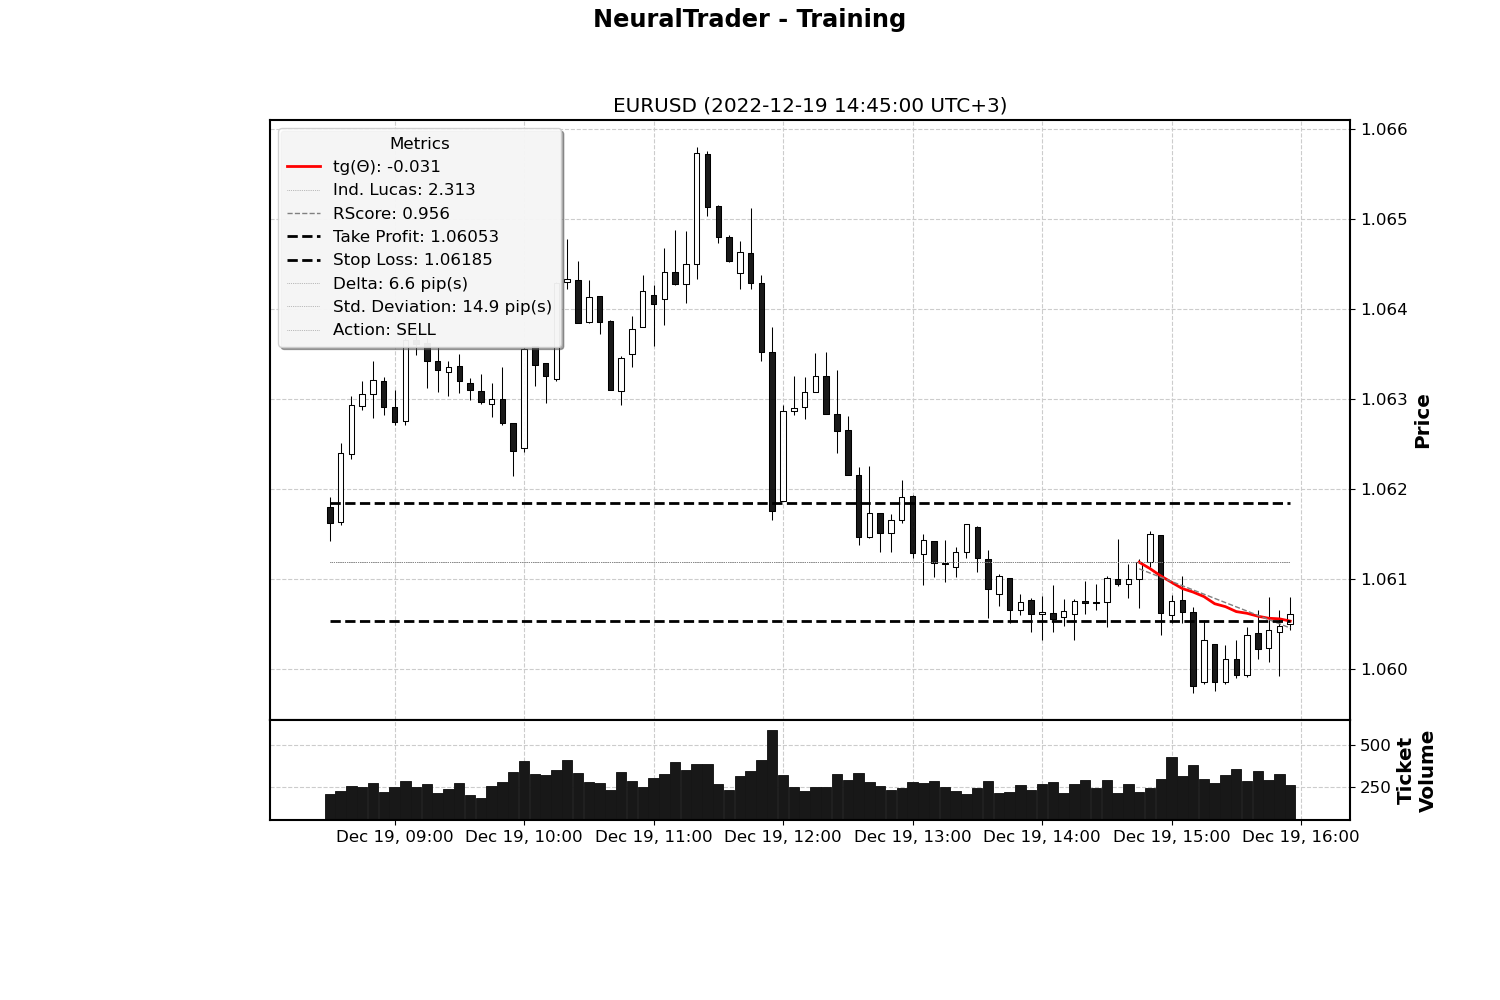 NeuralTrader - Training
EURUSD (2022-12-19 14:45:00 UTC+3)
Metrics
tg(Θ): -0.031
Ind. Lucas: 2.313
RScore: 0.956
Take Profit: 1.06053
Stop Loss: 1.06185
Delta: 6.6 pip(s)
Std. Deviation: 14.9 pip(s)
Action: SELL
1.066
1.065
1.064
1.063
1.062
1.061
1.060
Price
500
250
Ticket
Volume
Dec 19, 09:00
Dec 19, 10:00
Dec 19, 11:00
Dec 19, 12:00
Dec 19, 13:00
Dec 19, 14:00
Dec 19, 15:00
Dec 19, 16:00